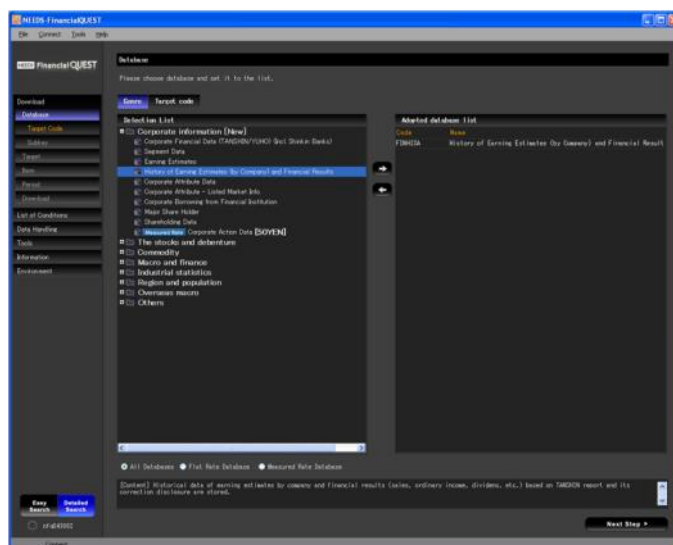 NEEDS-FinancialQUEST
File Connect Tools Help
NEEDS Financial QUEST
Database
Please choose database and set it to the list.
Genre Target code
Download
Database
Target Code
Subkey
Target
Item
Period
Download
List of Conditions
Data Handling
Tools
Information
Environment
Selection List
Corporate information [New]
Corporate Financial Data (TANSHIN/YUHO) (incl Shinkin Banks)
Segment Data
Earning Estimates
History of Earning Estimates (by Company) and Financial Results
Corporate Attribute Data
Corporate Attribute - Listed Market Info.
Corporate Borrowing from Financial Institution
Major Share Holder
Shareholding Data
Measured Rate Corporate Action Data [50YEN]
The stocks and debenture
Commodity
Macro and finance
Industrial statistics
Region and population
Overseas macro
Others
Adopted database list
Code Name
History of Earning Estimates (by Company) and Financial Result
All Databases Flat Rate Database Measured Rate Database
[Content] Historical data of earning estimates by company and financial results (sales, ordinary income, dividens, etc.) based on TANSHIN report and its
correction disclosure are stored.
Easy Search Detailed Search
Next Step
Connect